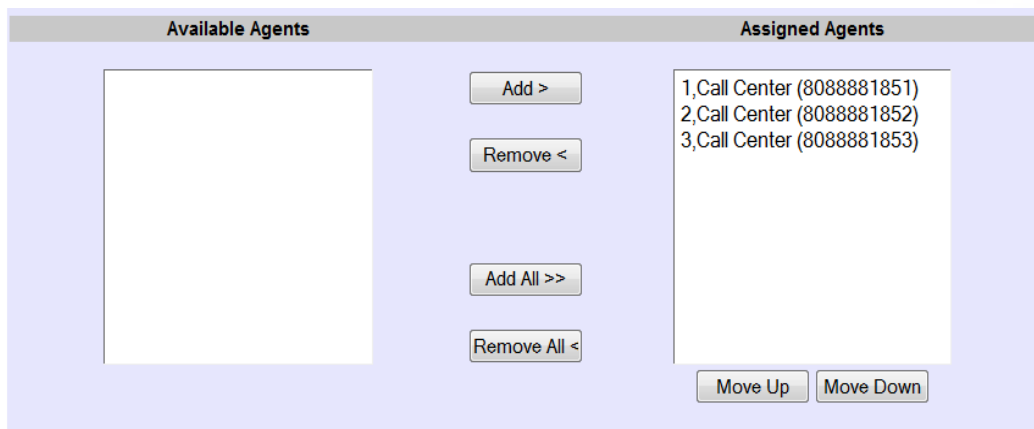 Available Agents
Assigned Agents
Add >
Remove <
Add All >>
Remove All <
1,Call Center (8088881851)
2,Call Center (8088881852)
3,Call Center (8088881853)
Move Up
Move Down